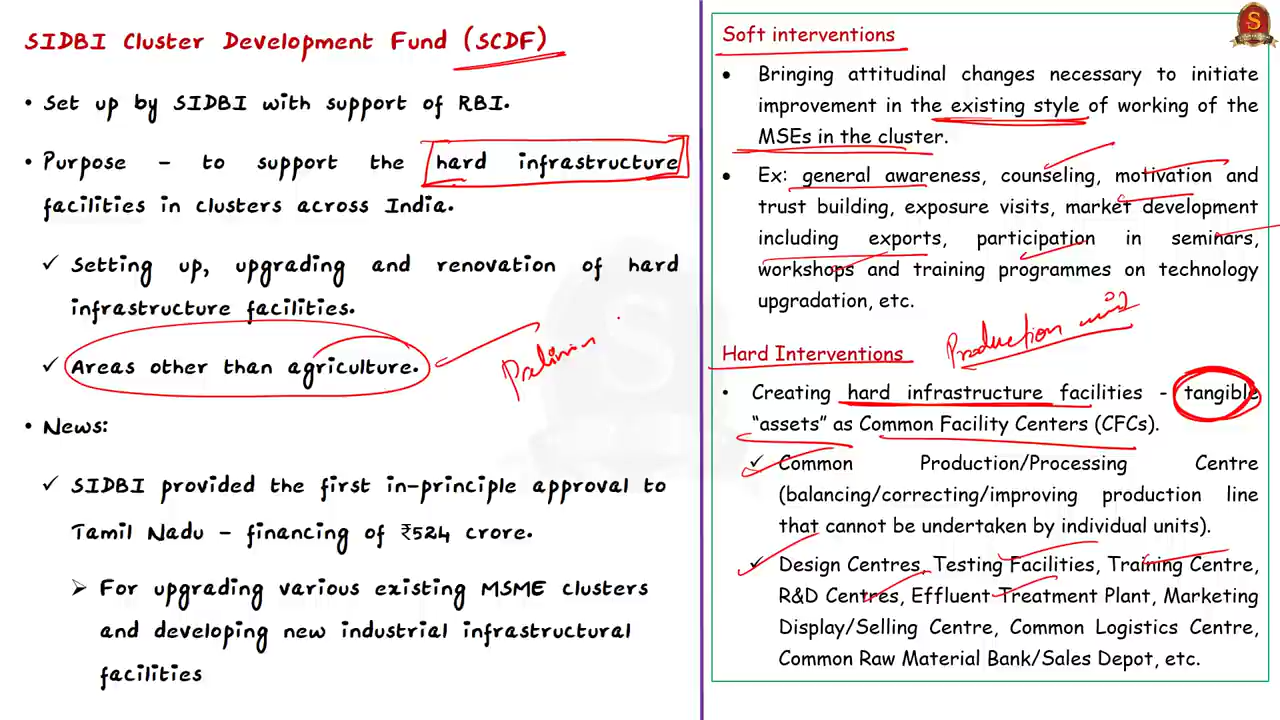 SIDBI Cluster Development Fund (SCDF)
• Set up by SIDBI with support of RBI.
• Purpose - to support the hard infrastructure
facilities in clusters across India.
✓ Setting up, upgrading and renovation of hard
infrastructure facilities.
✓ Areas other than agriculture.
• News:
✓ SIDBI provided the first in-principle approval to
Tamil Nadu - financing of ₹524 crore.
➤ For upgrading various existing MSME clusters
and developing new industrial infrastructural
facilities
Soft interventions
• Bringing attitudinal changes necessary to initiate
improvement in the existing style of working of the
MSEs in the cluster.
• Ex: general awareness, counseling, motivation and
trust building, exposure visits, market development
including exports, participation in seminars,
workshops and training programmes on technology
upgradation, etc.
Production unit
Hard Interventions
• Creating hard infrastructure facilities - tangible
“assets” as Common Facility Centers (CFCs).
✓ Common Production/Processing Centre
(balancing/correcting/improving production line
that cannot be undertaken by individual units).
✓ Design Centres, Testing Facilities, Training Centre,
R&D Centres, Effluent Treatment Plant, Marketing
Display/Selling Centre, Common Logistics Centre,
Common Raw Material Bank/Sales Depot, etc.